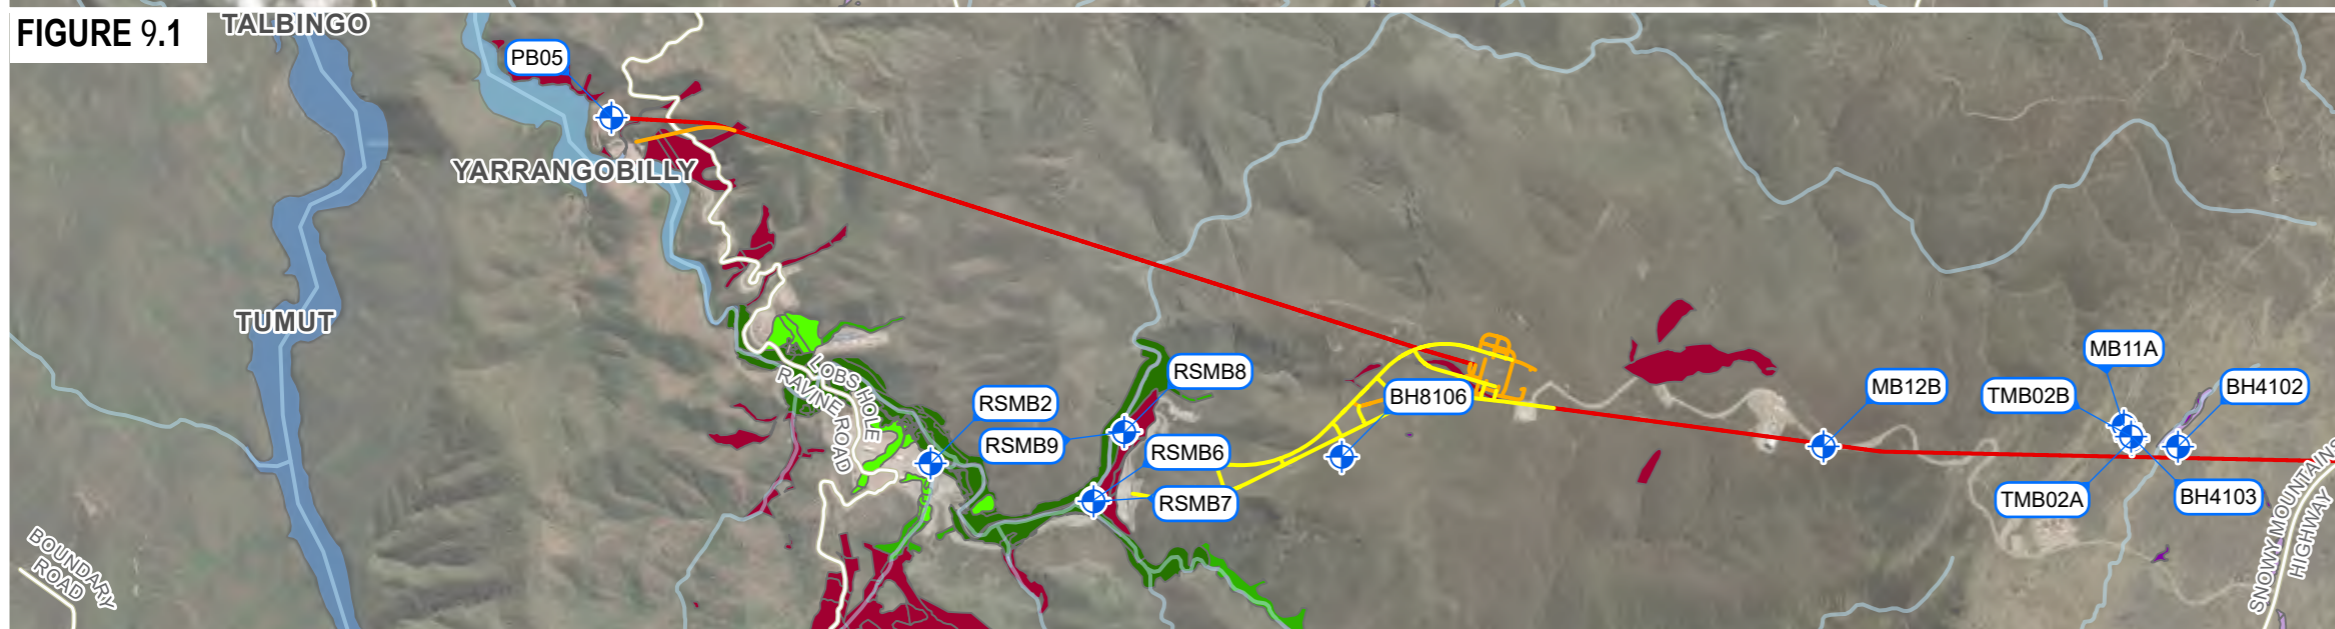 FIGURE 9.1
TALBINGO
PB05
YARRANGOBILLY
TUMUT
LOBS HOLE
RAVINE ROAD
RSMB2
RSMB8
RSMB9
RSMB6
RSMB7
BH8106
MB12B
MB11A
TMB02B
BH4102
TMB02A
BH4103
BOUNDARY
ROAD
SNOWY MOUNTAINS
HIGHWAY